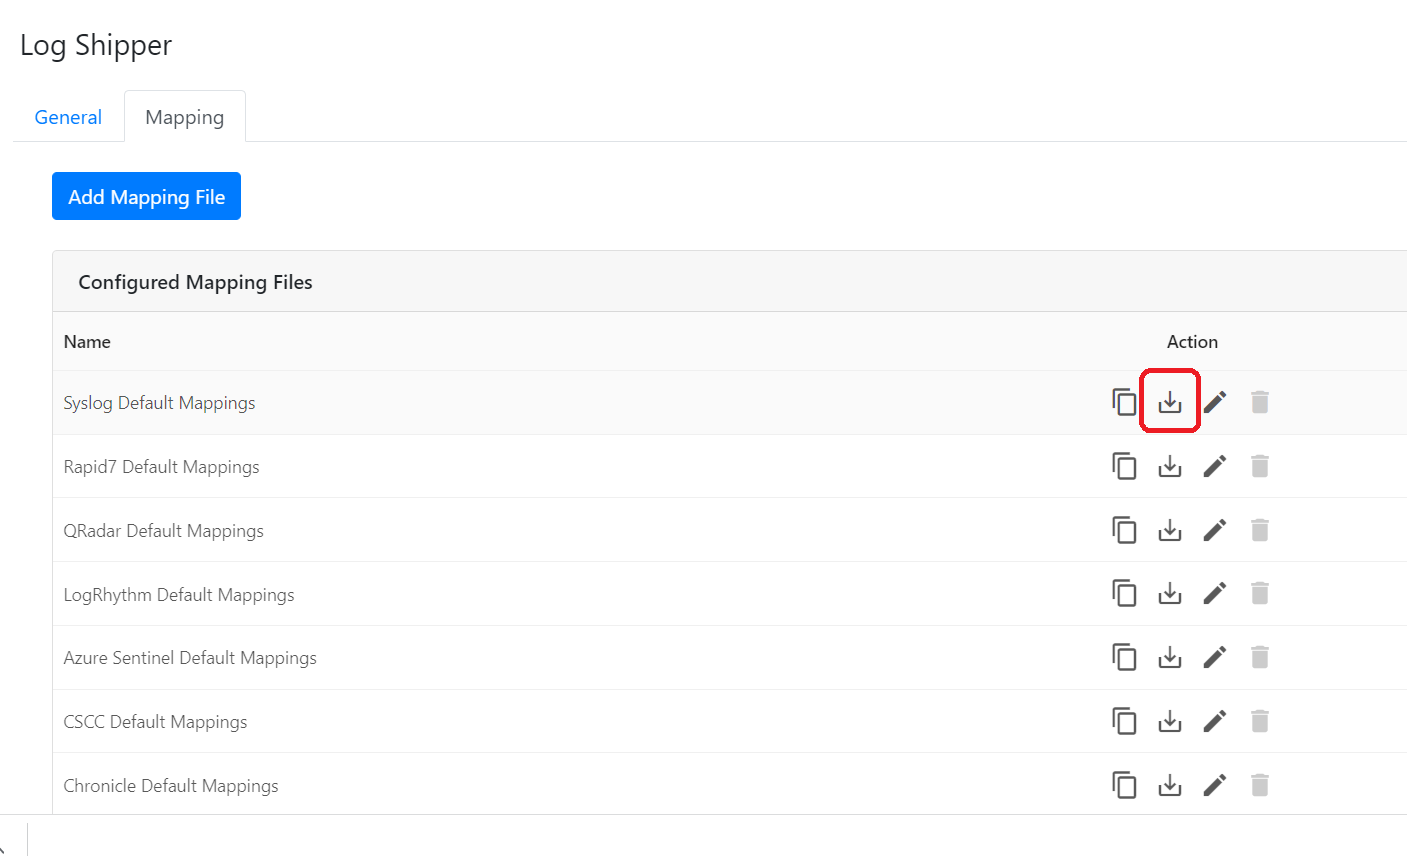 Log Shipper
General Mapping
Add Mapping File
Configured Mapping Files
Name Action
Syslog Default Mappings
Rapid7 Default Mappings
QRadar Default Mappings
LogRhythm Default Mappings
Azure Sentinel Default Mappings
CSCC Default Mappings
Chronicle Default Mappings